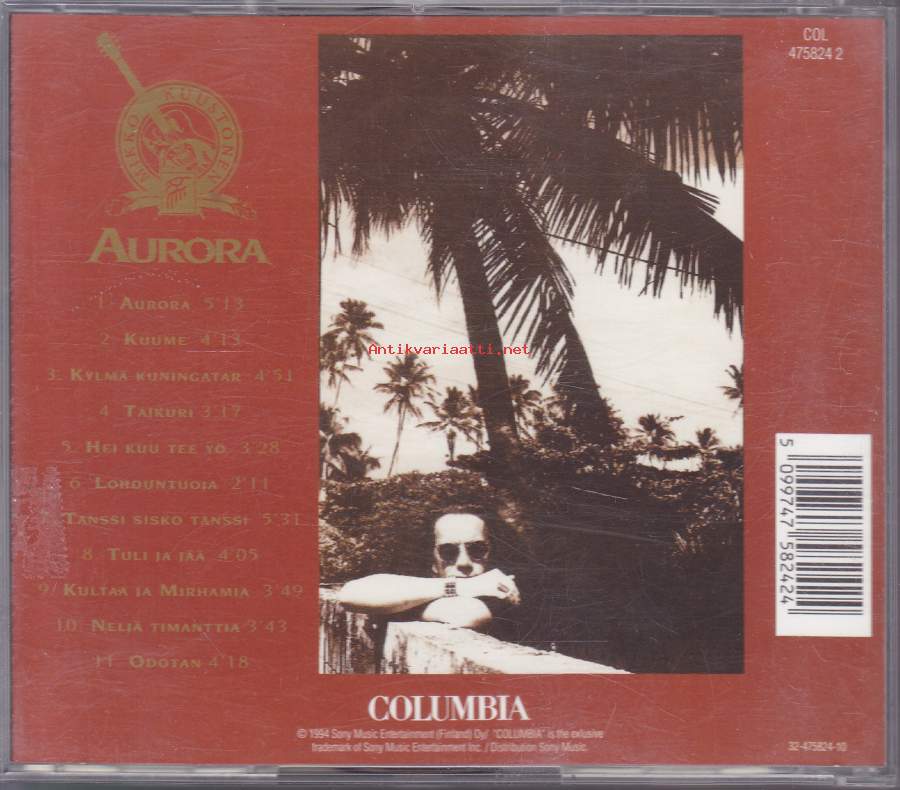 COL
475824 2
MIKKO KUUSTONEN
AURORA
1. AURORA 5'13
2. KUUME 4'13
3. KYLMÄ KUNINGATAR 4'51
4. TAIKURI 3'17
5. HEI KUU TEE YÖ 3'28
6. LOHDUNTUOJA 2'11
TANSSI SISKO TANSSI 5'31
8. TULI JA JÄÄ 4'05
9/ KULTAA JA MIRHAMIA 3'49
10. NELJÄ TIMANTTIA 3'43
11. ODOTAN 4'18
Antikvariaatti.net
5 099747 582424
COLUMBIA
© 1994 Sony Music Entertainment (Finland) Oy/ "COLUMBIA" is the exlusive
trademark of Sony Music Entertainment Inc. / Distribution Sony Music.
32-475824-10